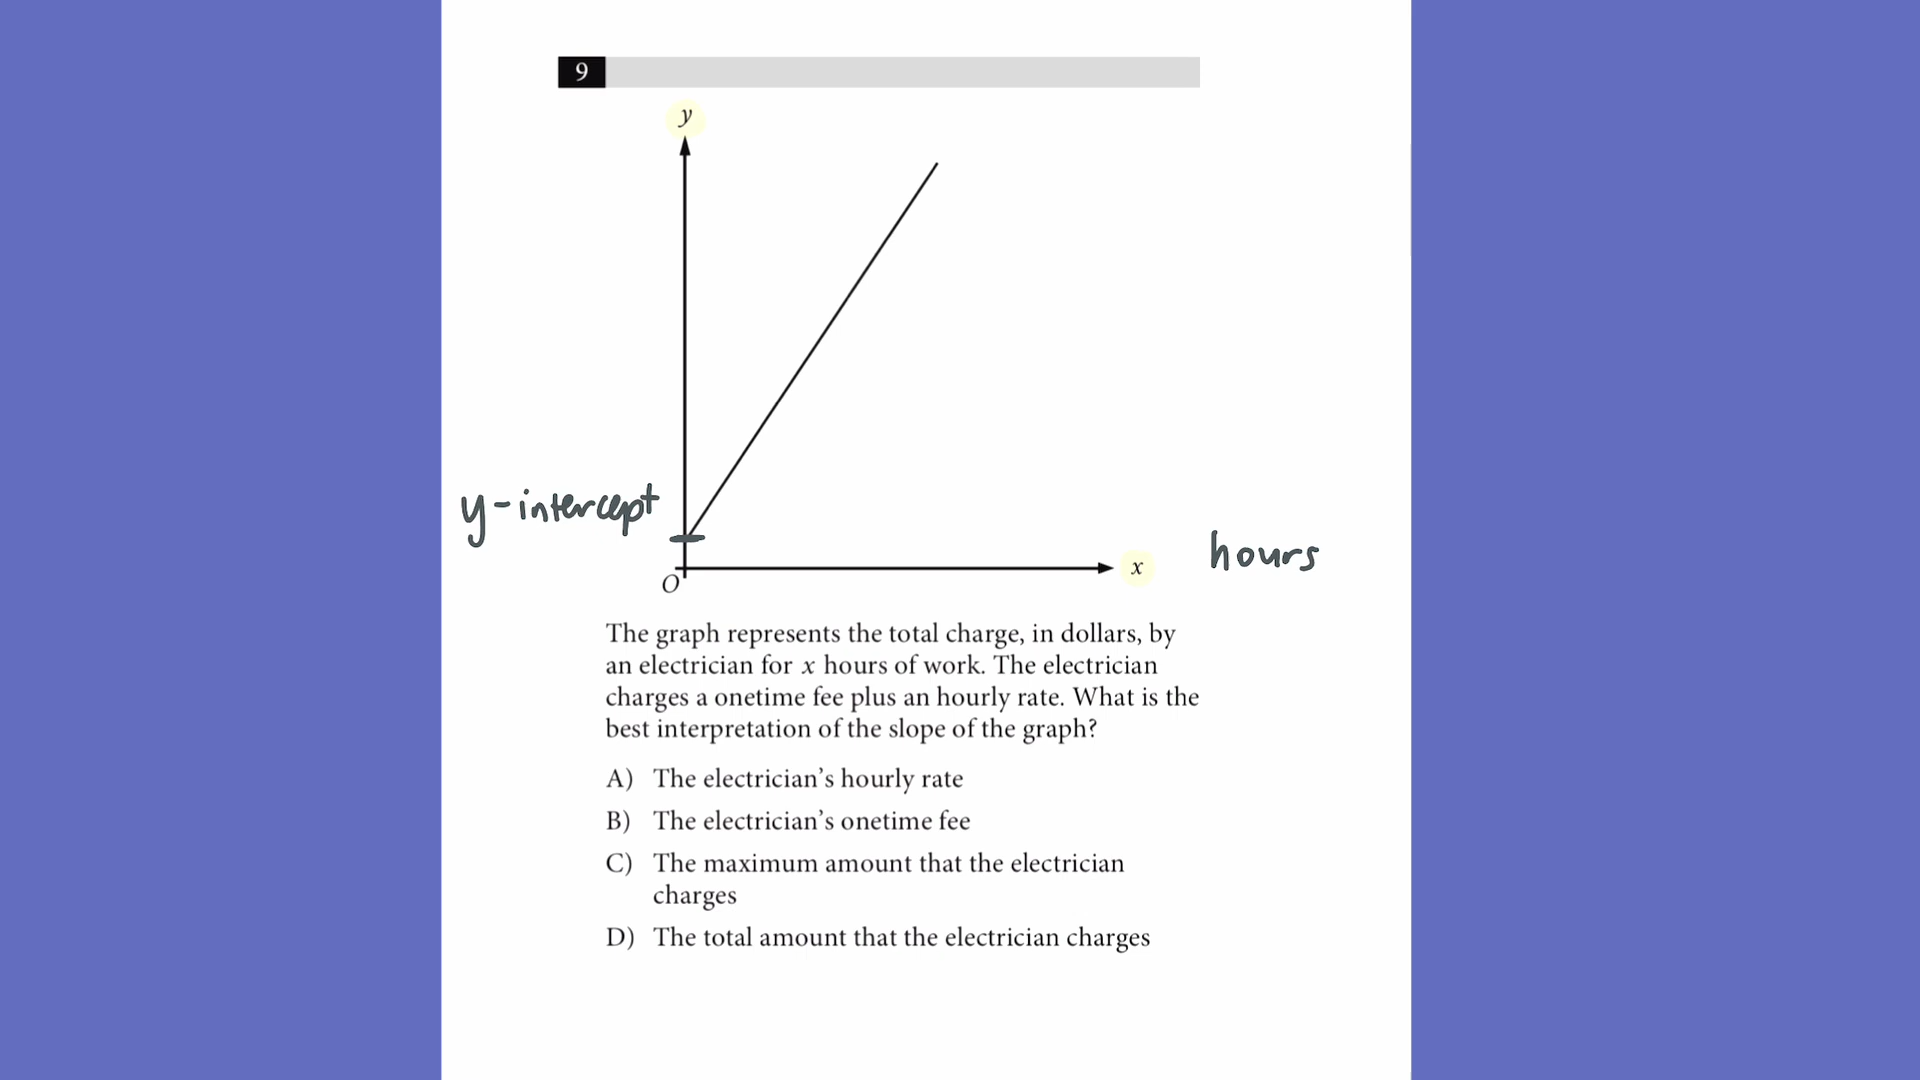 9
y
y-intercept
hours
x
O
The graph represents the total charge, in dollars, by
an electrician for x hours of work. The electrician
charges a onetime fee plus an hourly rate. What is the
best interpretation of the slope of the graph?
A) The electrician’s hourly rate
B) The electrician’s onetime fee
C) The maximum amount that the electrician
charges
D) The total amount that the electrician charges